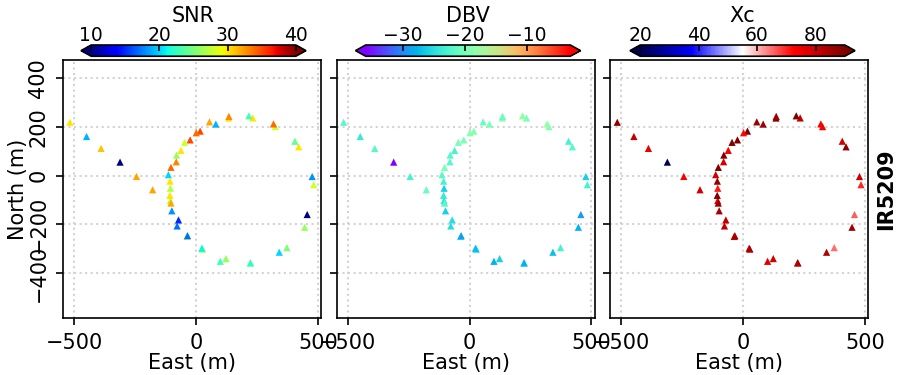 SNR DBV Xc
10 20 30 40 −30 −20 −10 20 40 60 80
400
200
0
−200
−400
North (m)
−500 0 500 −500 0 500 −500 0 500
East (m) East (m) East (m)
IR5209